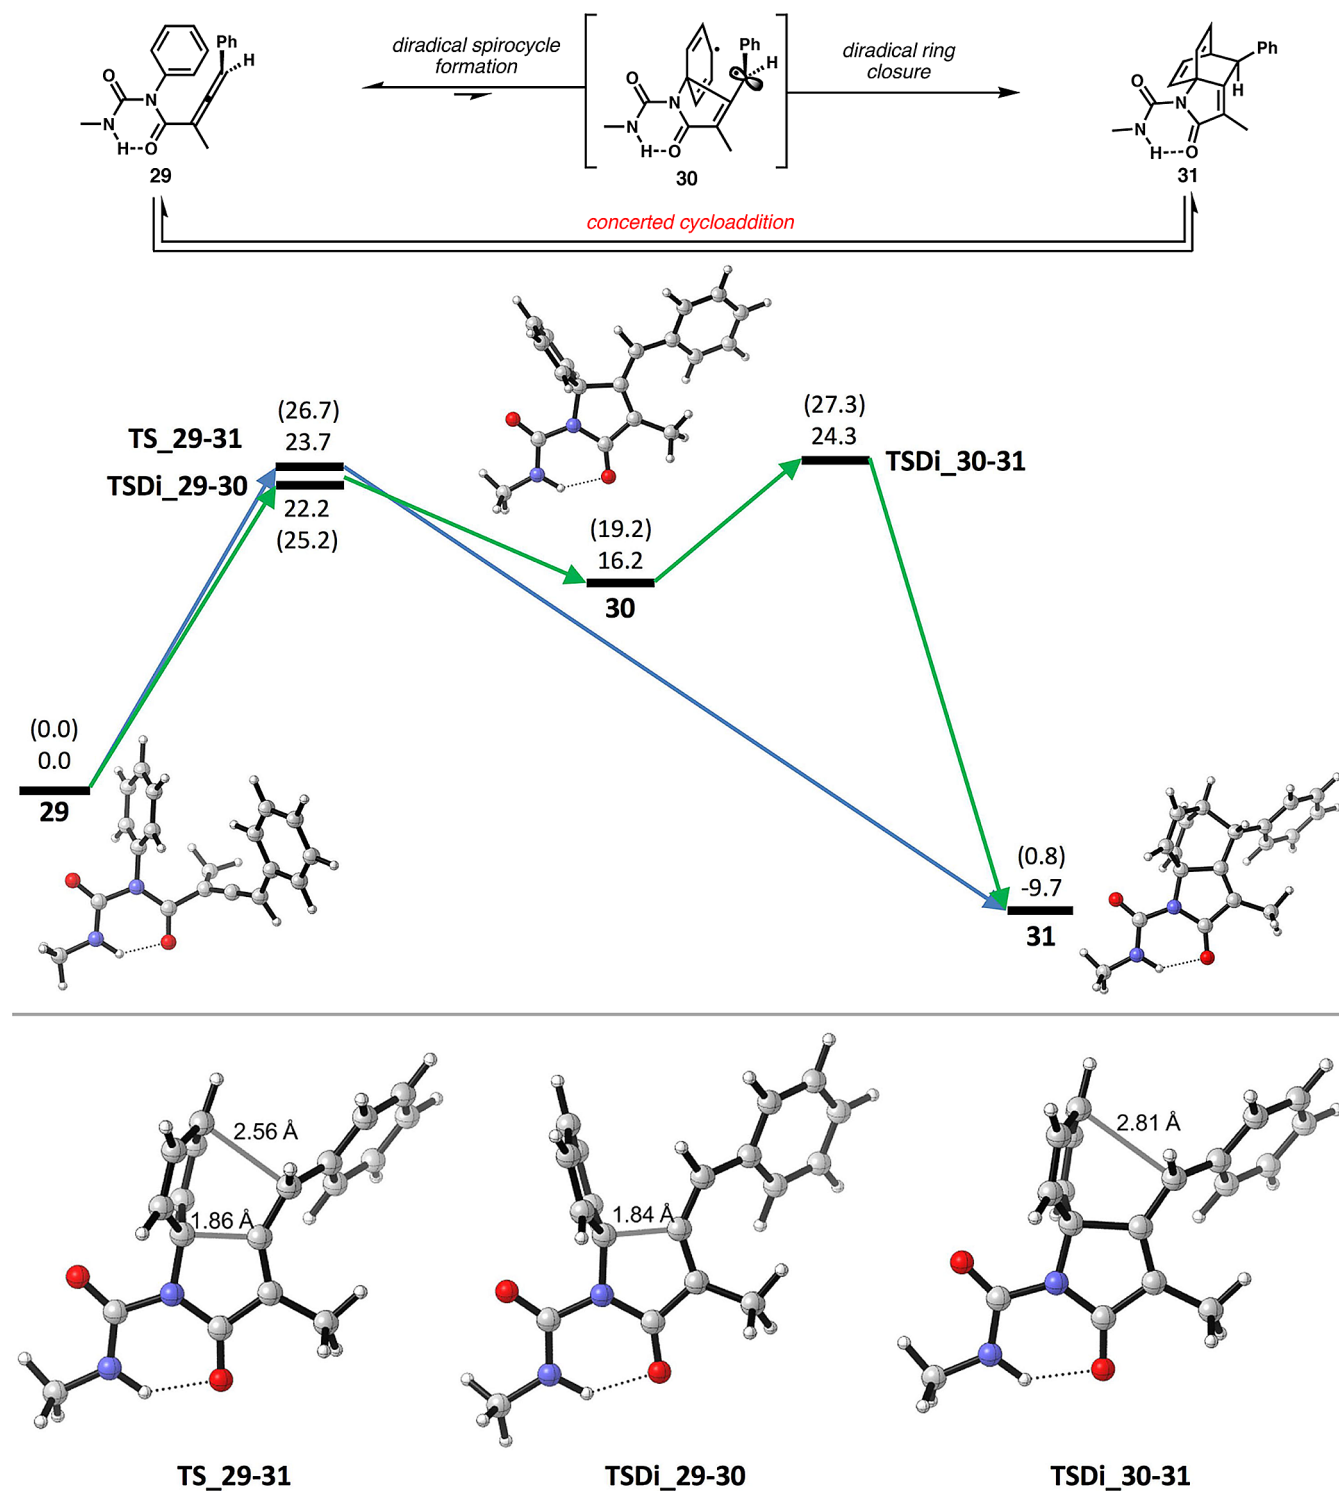 Ph
H
O
N
N
H
O
29
diradical spirocycle
formation
Ph
H
O
N
N
H
O
30
diradical ring
closure
Ph
H
O
N
N
H
O
31
concerted cycloaddition
(26.7)
23.7
TS_29-31
TSDi_29-30
22.2
(25.2)
(19.2)
16.2
30
(27.3)
24.3
TSDi_30-31
(0.0)
0.0
29
(0.8)
-9.7
31
2.56 Å
1.86 Å
1.84 Å
2.81 Å
TS_29-31
TSDi_29-30
TSDi_30-31